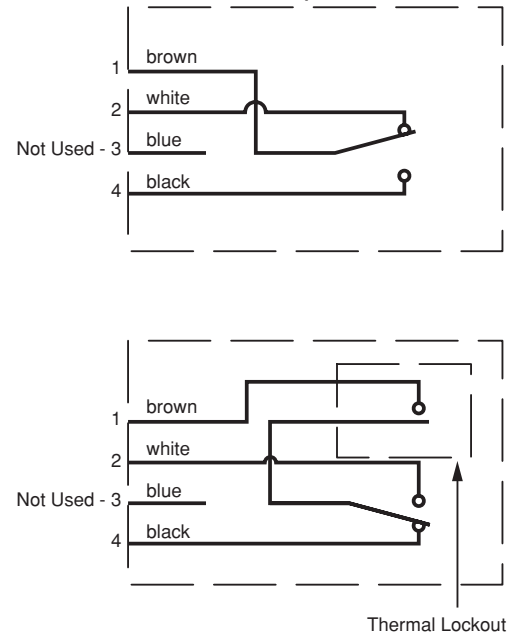 1 brown
2 white
Not Used - 3 blue
4 black
1 brown
2 white
Not Used - 3 blue
4 black
Thermal Lockout